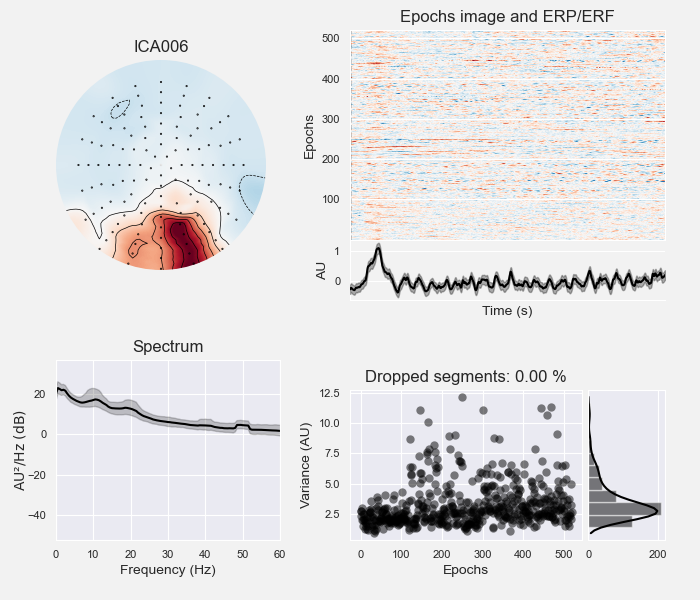 ICA006
Epochs image and ERP/ERF
Epochs
500
400
300
200
100
AU
1
0
Time (s)
Spectrum
AU²/Hz (dB)
20
0
−20
−40
0 10 20 30 40 50 60
Frequency (Hz)
Dropped segments: 0.00 %
Variance (AU)
12.5
10.0
7.5
5.0
2.5
0 100 200 300 400 500
Epochs
0 200